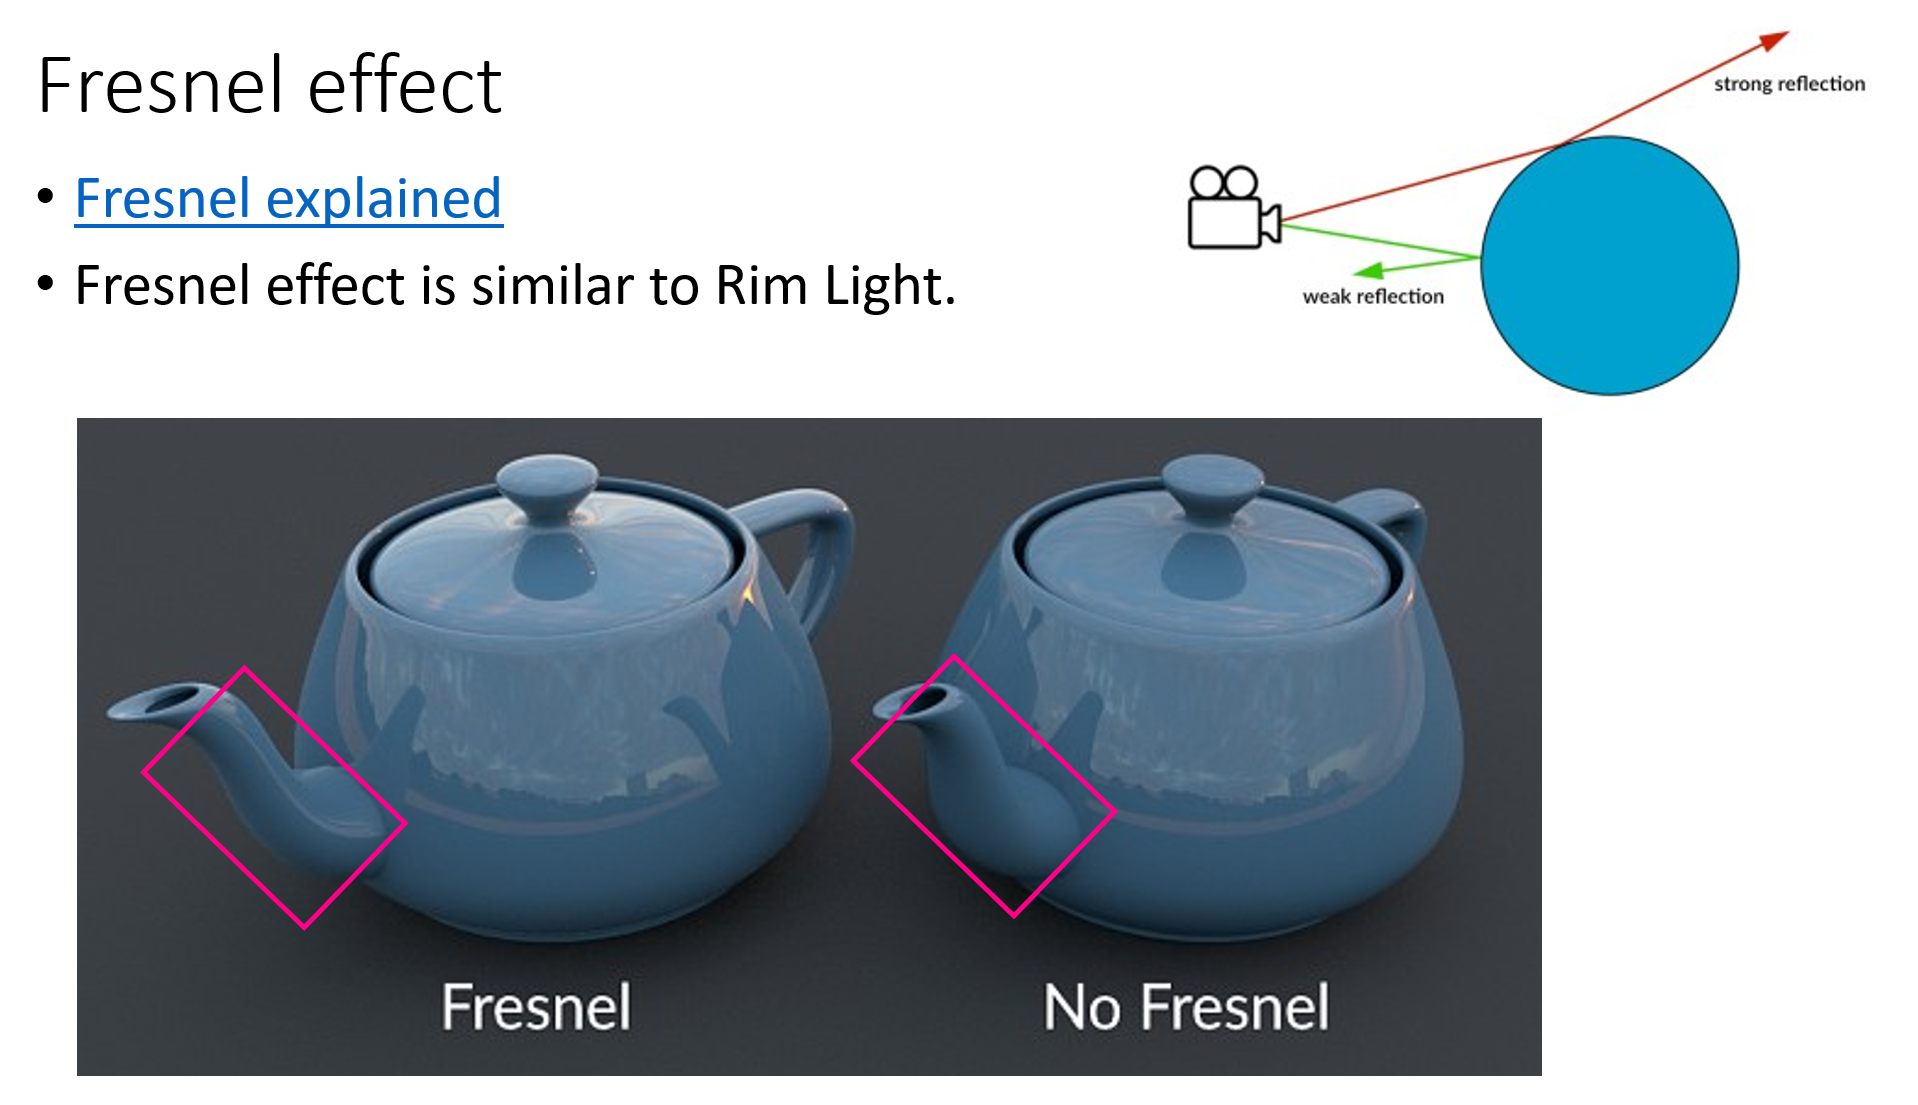 Fresnel effect
• Fresnel explained
• Fresnel effect is similar to Rim Light.
strong reflection
weak reflection
Fresnel
No Fresnel